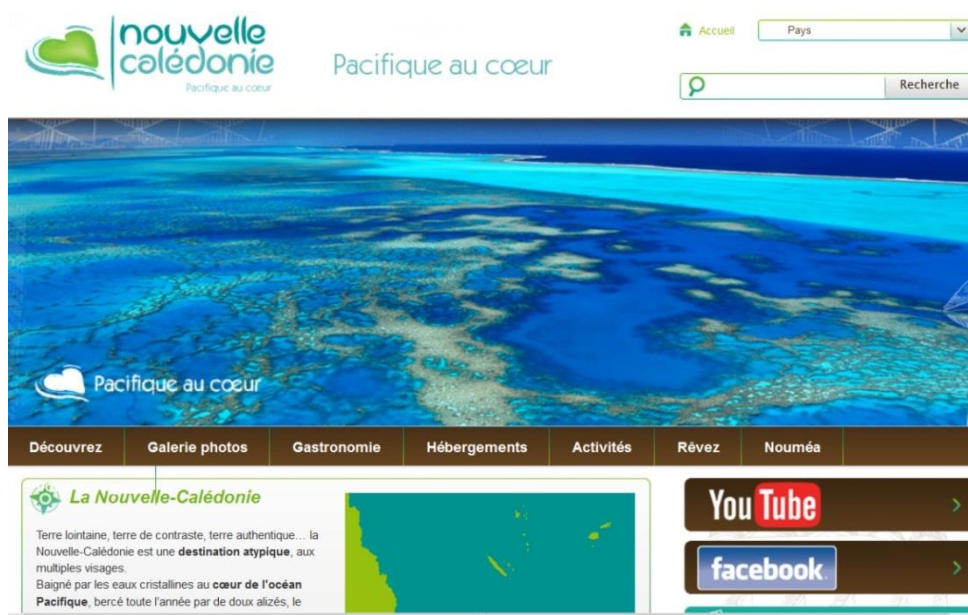 nouvelle
calédonie
Pacifique au cœur
Pacifique au cœur
Accueil
Pays
Recherche
Pacifique au cœur
Découvrez Galerie photos Gastronomie Hébergements Activités Rêvez Nouméa
La Nouvelle-Calédonie
Terre lointaine, terre de contraste, terre authentique… la
Nouvelle-Calédonie est une destination atypique, aux
multiples visages.
Baigné par les eaux cristallines au cœur de l'océan
Pacifique, bercé toute l'année par de doux alizés, le
YouTube
facebook